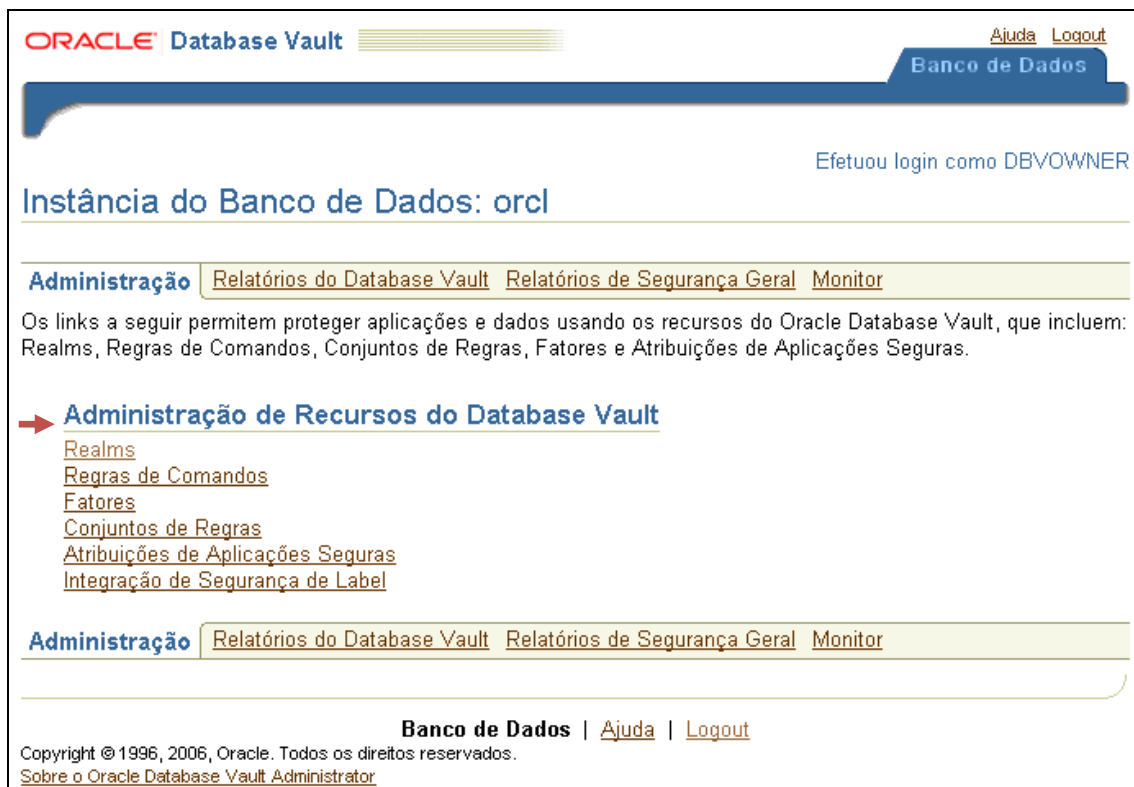 ORACLE Database Vault
Ajuda Logout
Banco de Dados
Efetuou login como DBVOWNER
Instância do Banco de Dados: orcl
Administração Relatórios do Database Vault Relatórios de Segurança Geral Monitor
Os links a seguir permitem proteger aplicações e dados usando os recursos do Oracle Database Vault, que incluem:
Realms, Regras de Comandos, Conjuntos de Regras, Fatores e Atribuições de Aplicações Seguras.
Administração de Recursos do Database Vault
Realms
Regras de Comandos
Fatores
Conjuntos de Regras
Atribuições de Aplicações Seguras
Integração de Segurança de Label
Administração Relatórios do Database Vault Relatórios de Segurança Geral Monitor
Banco de Dados | Ajuda | Logout
Copyright © 1996, 2006, Oracle. Todos os direitos reservados.
Sobre o Oracle Database Vault Administrator